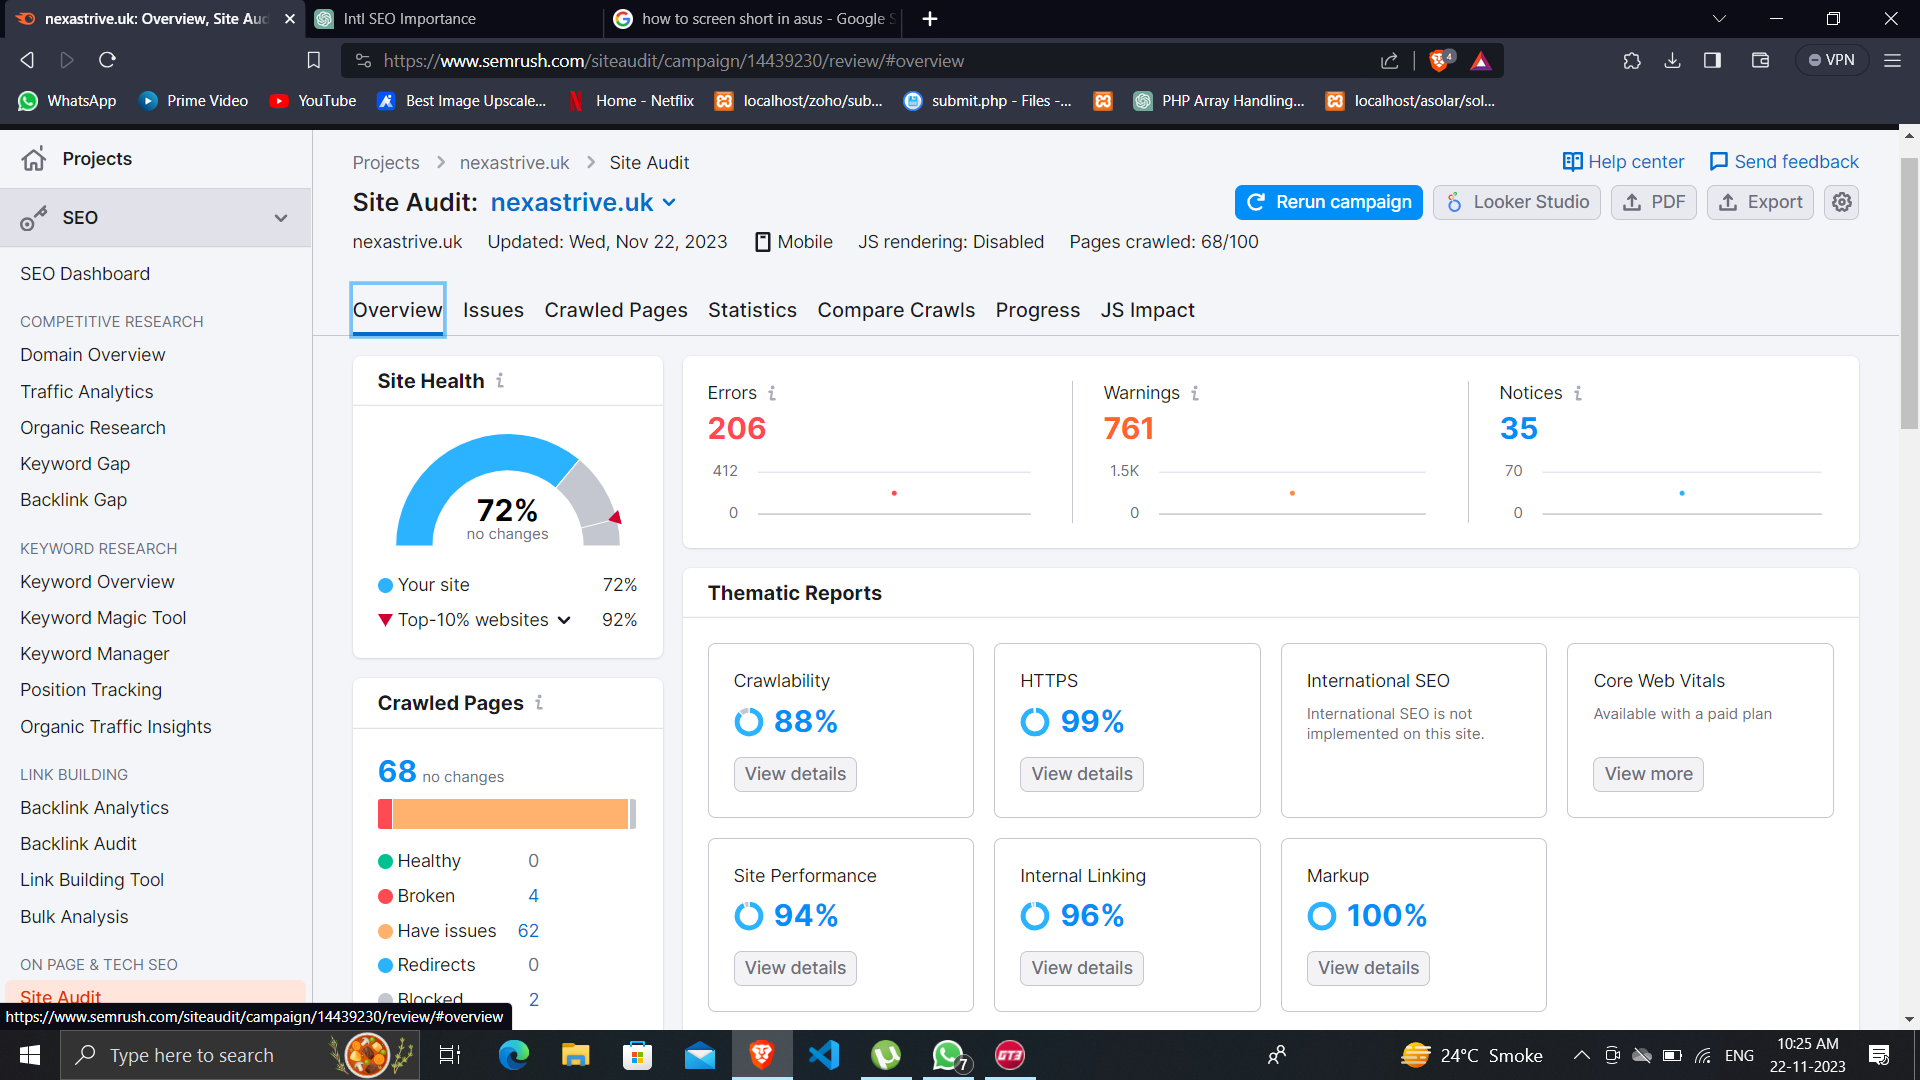 nexastrive.uk: Overview, Site Aud
Intl SEO Importance
how to screen short in asus - Google S
https://www.semrush.com/siteaudit/campaign/14439230/review/#overview
4
VPN
WhatsApp
Prime Video
YouTube
Best Image Upscale...
Home - Netflix
localhost/zoho/sub...
submit.php - Files -...
PHP Array Handling...
localhost/asolar/sol...
Projects
SEO
SEO Dashboard
COMPETITIVE RESEARCH
Domain Overview
Traffic Analytics
Organic Research
Keyword Gap
Backlink Gap
KEYWORD RESEARCH
Keyword Overview
Keyword Magic Tool
Keyword Manager
Position Tracking
Organic Traffic Insights
LINK BUILDING
Backlink Analytics
Backlink Audit
Link Building Tool
Bulk Analysis
ON PAGE & TECH SEO
Site Audit
https://www.semrush.com/siteaudit/campaign/14439230/review/#overview
Projects > nexastrive.uk > Site Audit
Help center
Send feedback
Site Audit: nexastrive.uk
Rerun campaign
Looker Studio
PDF
Export
nexastrive.uk Updated: Wed, Nov 22, 2023 Mobile JS rendering: Disabled Pages crawled: 68/100
Overview Issues Crawled Pages Statistics Compare Crawls Progress JS Impact
Site Health
72%
no changes
Your site 72%
Top-10% websites 92%
Crawled Pages
68 no changes
Healthy 0
Broken 4
Have issues 62
Redirects 0
Blocked 2
Errors
206
412
0
Warnings
761
1.5K
0
Notices
35
70
0
Thematic Reports
Crawlability
88%
View details
HTTPS
99%
View details
International SEO
International SEO is not
implemented on this site.
Core Web Vitals
Available with a paid plan
View more
Site Performance
94%
View details
Internal Linking
96%
View details
Markup
100%
View details
Type here to search
7
GT3
24°C Smoke
ENG
10:25 AM
22-11-2023